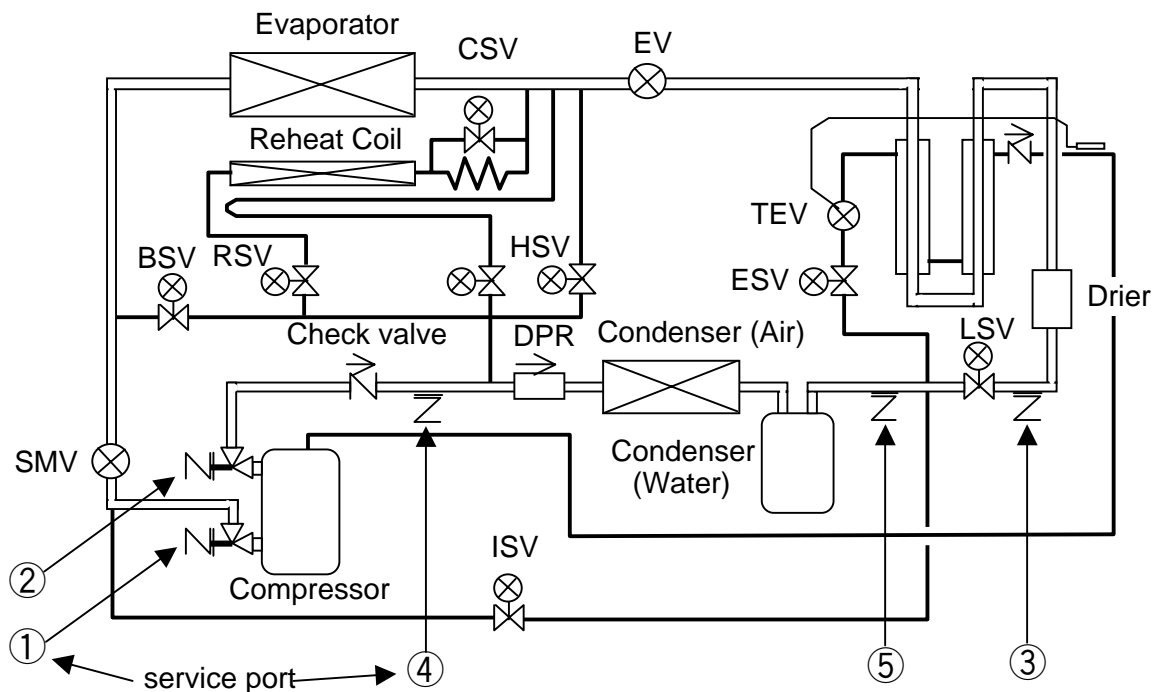 Evaporator
CSV
EV
Reheat Coil
TEV
BSV
RSV
HSV
ESV
Drier
Check valve
DPR
Condenser (Air)
LSV
SMV
Condenser
(Water)
②
Compressor
ISV
①
service port
④
⑤
③